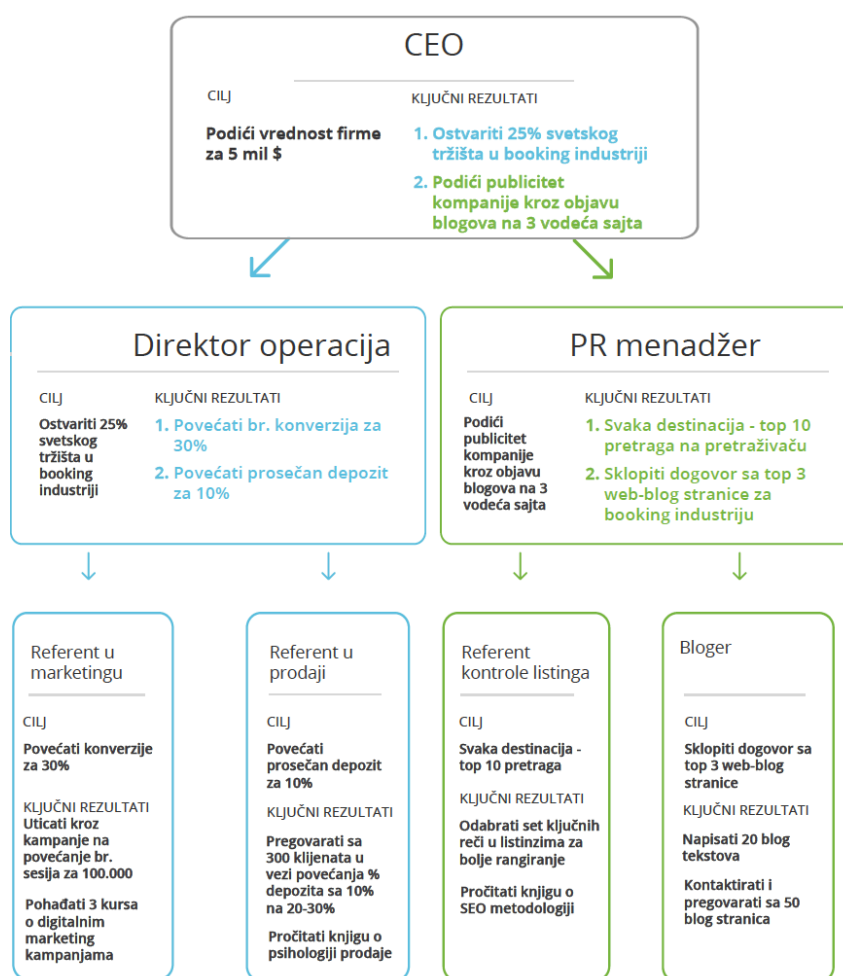 CEO
CILJ
Podići vrednost firme
za 5 mil $
KLJUČNI REZULTATI
1. Ostvariti 25% svetskog
tržišta u booking industriji
2. Podići publicitet
kompanije kroz objavu
blogova na 3 vodeća sajta
Direktor operacija
CILJ
Ostvariti 25%
svetskog
tržišta u
booking
industriji
KLJUČNI REZULTATI
1. Povećati br. konverzija za
30%
2. Povećati prosečan depozit
za 10%
PR menadžer
CILJ
Podići
publicitet
kompanije
kroz objavu
blogova na 3
vodeća sajta
KLJUČNI REZULTATI
1. Svaka destinacija - top 10
pretraga na pretraživaču
2. Sklopiti dogovor sa top 3
web-blog stranice za
booking industriju
Referent u
marketingu
CILJ
Povećati konverzije
za 30%
KLJUČNI REZULTATI
Uticati kroz
kampanje na
povećanje br.
sesija za 100.000
Pohađati 3 kursa
o digitalnim
marketing
kampanjama
Referent u
prodaji
CILJ
Povećati
prosečan depozit
za 10%
KLJUČNI REZULTATI
Pregovarati sa
300 klijenata u
vezi povećanja %
depozita sa 10%
na 20-30%
Pročitati knjigu o
psihologiji prodaje
Referent
kontrole listinga
CILJ
Svaka destinacija -
top 10 pretraga
KLJUČNI REZULTATI
Odabrati set ključnih
reči u listinzima za
bolje rangiranje
Pročitati knjigu o
SEO metodologiji
Bloger
CILJ
Sklopiti dogovor sa
top 3 web-blog
stranice
KLJUČNI REZULTATI
Napisati 20 blog
tekstova
Kontaktirati i
pregovarati sa 50
blog stranica